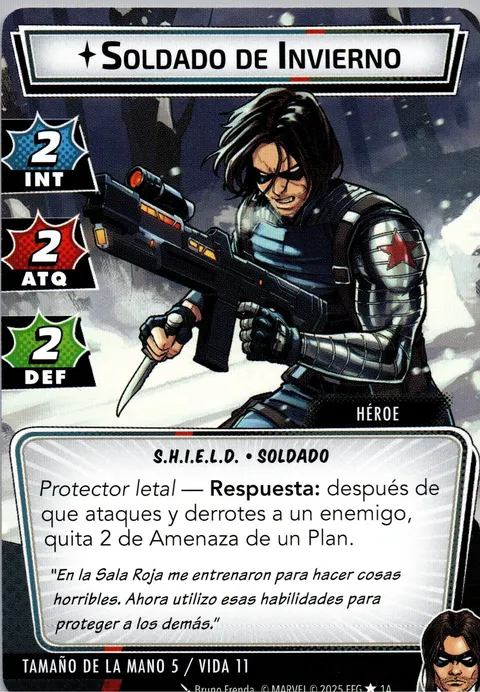 SOLDADO DE INVIERNO
2
INT
2
ATQ
2
DEF
HÉROE
S.H.I.E.L.D. • SOLDADO
Protector letal — Respuesta: después de
que ataques y derrotes a un enemigo,
quita 2 de Amenaza de un Plan.
"En la Sala Roja me entrenaron para hacer cosas
horribles. Ahora utilizo esas habilidades para
proteger a los demás."
TAMAÑO DE LA MANO 5 / VIDA 11
Bruno Frenda. © MARVEL © 2025 FFG ★ 1A